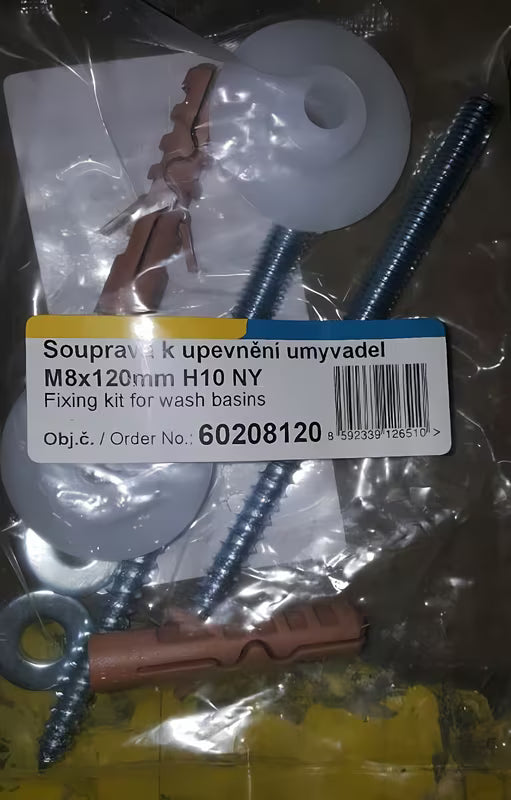 Souprava k upevnění umyvadel
M8x120mm H10 NY
Fixing kit for wash basins
Obj.č. / Order No.: 60208120
8 592339 126510 >